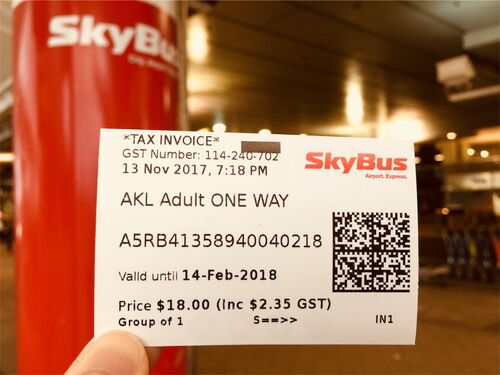 SkyBus
*TAX INVOICE*
GST Number: 114-240-702
13 Nov 2017, 7:18 PM
SkyBus
Airport. Express.
AKL Adult ONE WAY
A5RB41358940040218
Valid until 14-Feb-2018
Price $18.00 (Inc $2.35 GST)
Group of 1 S==>> IN1